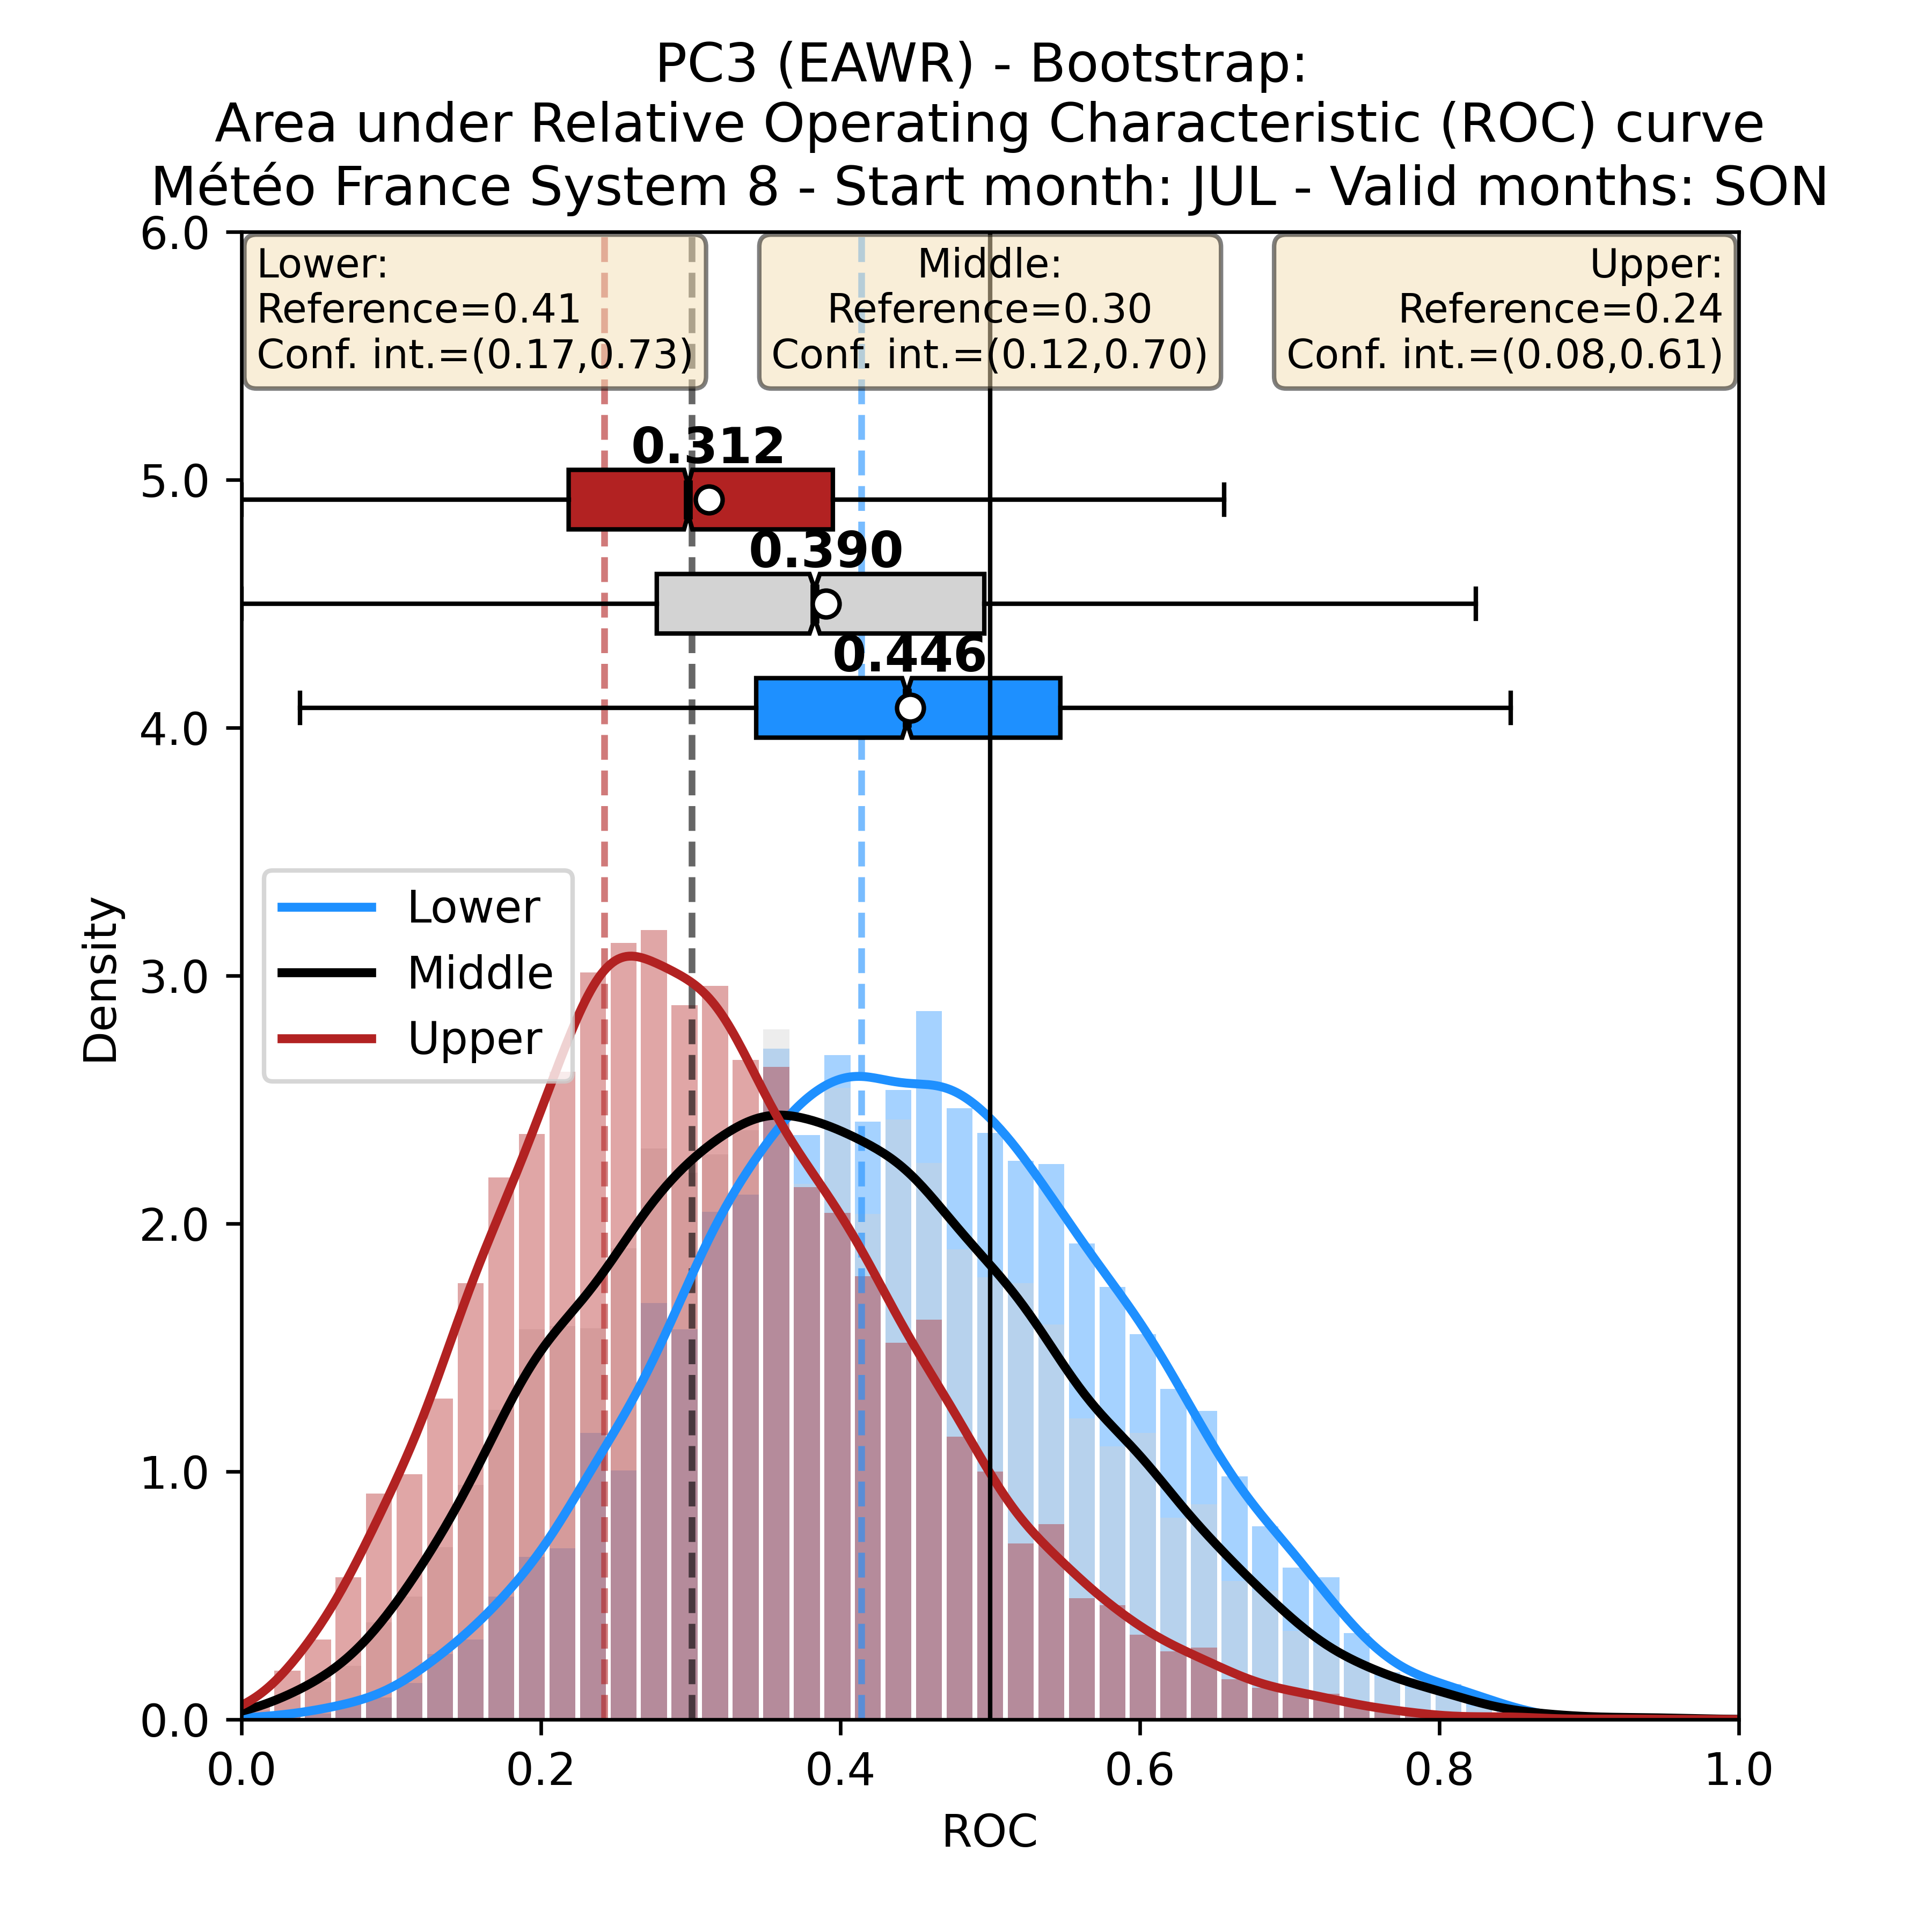 PC3 (EAWR) - Bootstrap:
Area under Relative Operating Characteristic (ROC) curve
Météo France System 8 - Start month: JUL - Valid months: SON
Lower:
Reference=0.41
Conf. int.=(0.17,0.73)
Middle:
Reference=0.30
Conf. int.=(0.12,0.70)
Upper:
Reference=0.24
Conf. int.=(0.08,0.61)
0.312
0.390
0.446
Lower
Middle
Upper
Density
6.0
5.0
4.0
3.0
2.0
1.0
0.0
0.0 0.2 0.4 0.6 0.8 1.0
ROC